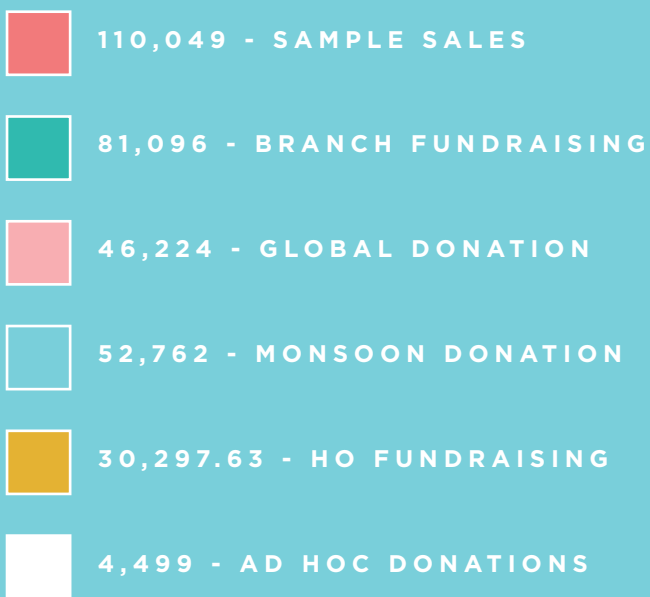 110,049 - SAMPLE SALES
81,096 - BRANCH FUNDRAISING
46,224 - GLOBAL DONATION
52,762 - MONSOON DONATION
30,297.63 - HO FUNDRAISING
4,499 - AD HOC DONATIONS